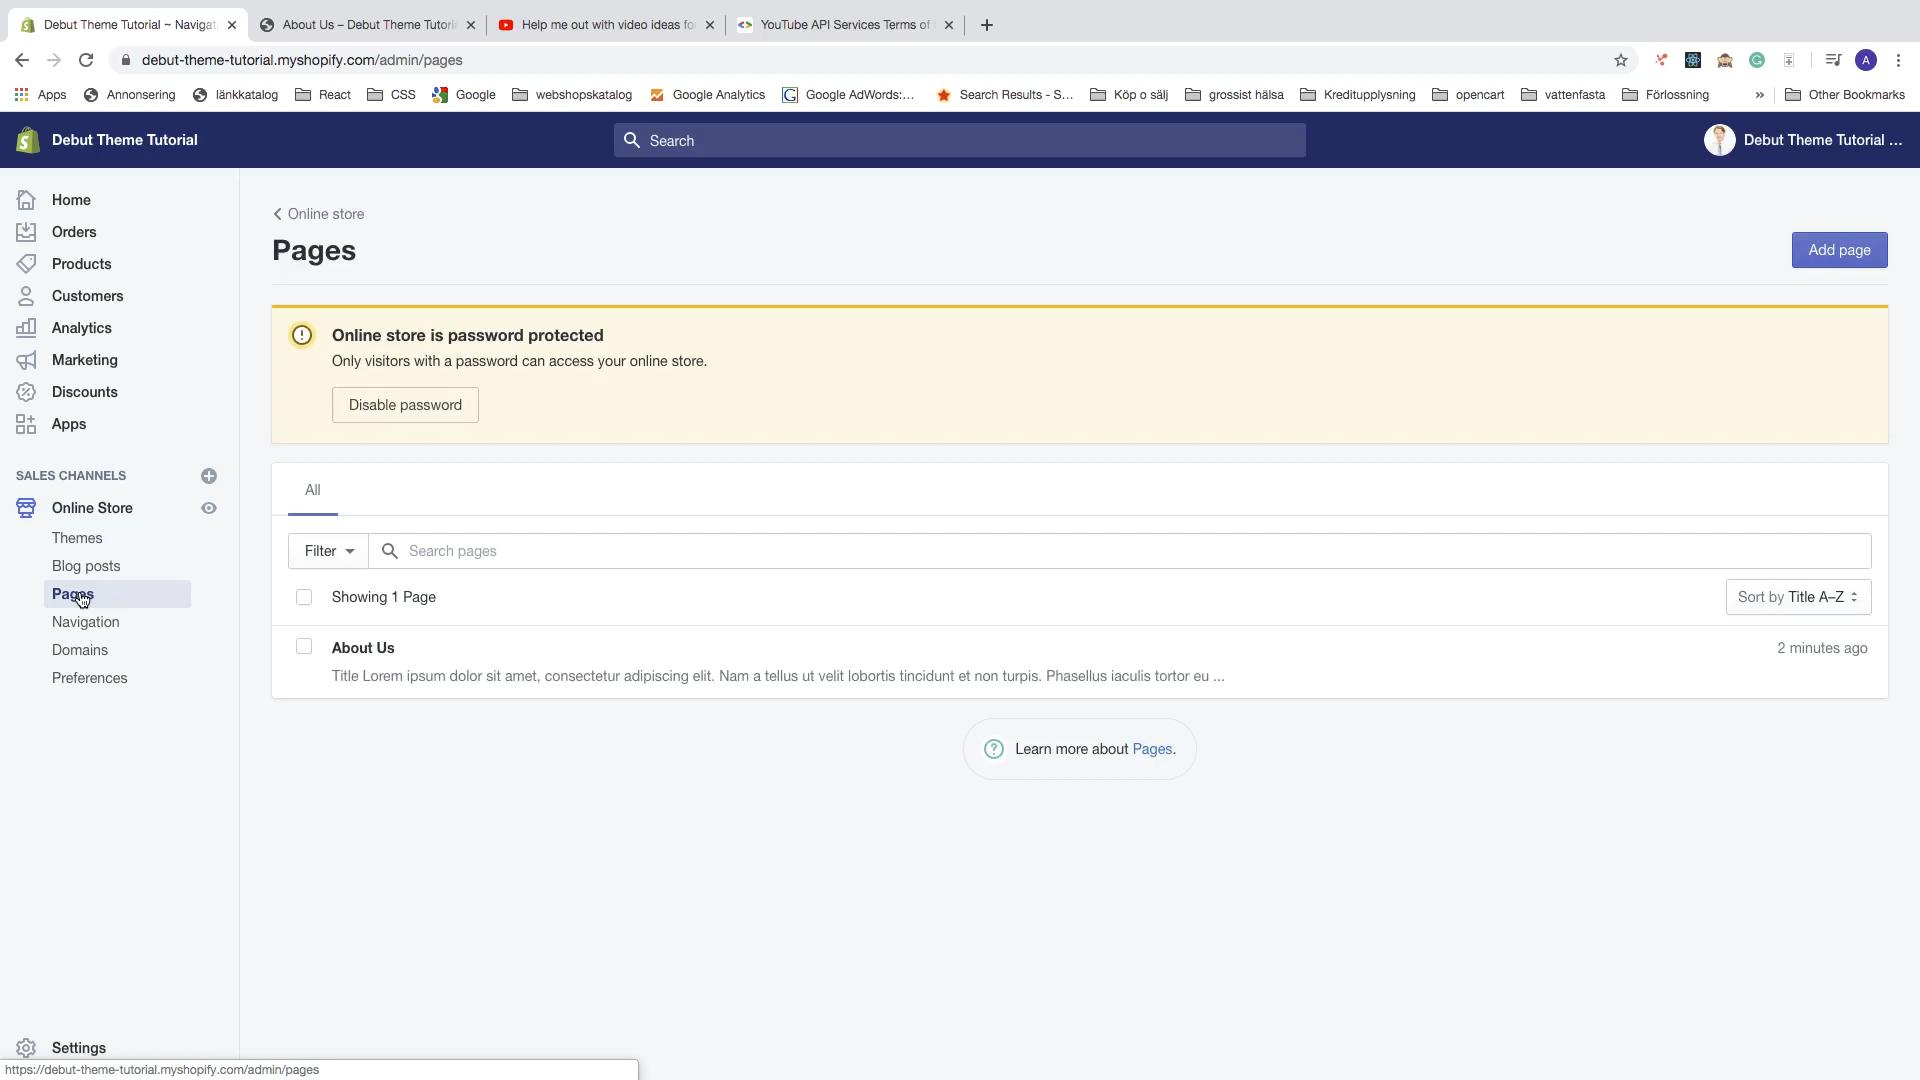 Debut Theme Tutorial ~ Navigat
About Us – Debut Theme Tutori
Help me out with video ideas fo
YouTube API Services Terms of
debut-theme-tutorial.myshopify.com/admin/pages
A
Apps
Annonsering
länkkatalog
React
CSS
Google
webshopskatalog
Google Analytics
Google AdWords:...
Search Results - S...
Köp o sälj
grossist hälsa
Kreditupplysning
opencart
vattenfasta
Förlossning
»
Other Bookmarks
Debut Theme Tutorial
Search
Debut Theme Tutorial ...
Home
Orders
Products
Customers
Analytics
Marketing
Discounts
Apps
SALES CHANNELS
Online Store
Themes
Blog posts
Pages
Navigation
Domains
Preferences
Settings
Online store
Pages
Add page
Online store is password protected
Only visitors with a password can access your online store.
Disable password
All
Filter
Search pages
Showing 1 Page
Sort by Title A–Z
About Us
2 minutes ago
Title Lorem ipsum dolor sit amet, consectetur adipiscing elit. Nam a tellus ut velit lobortis tincidunt et non turpis. Phasellus iaculis tortor eu ...
Learn more about Pages.
https://debut-theme-tutorial.myshopify.com/admin/pages